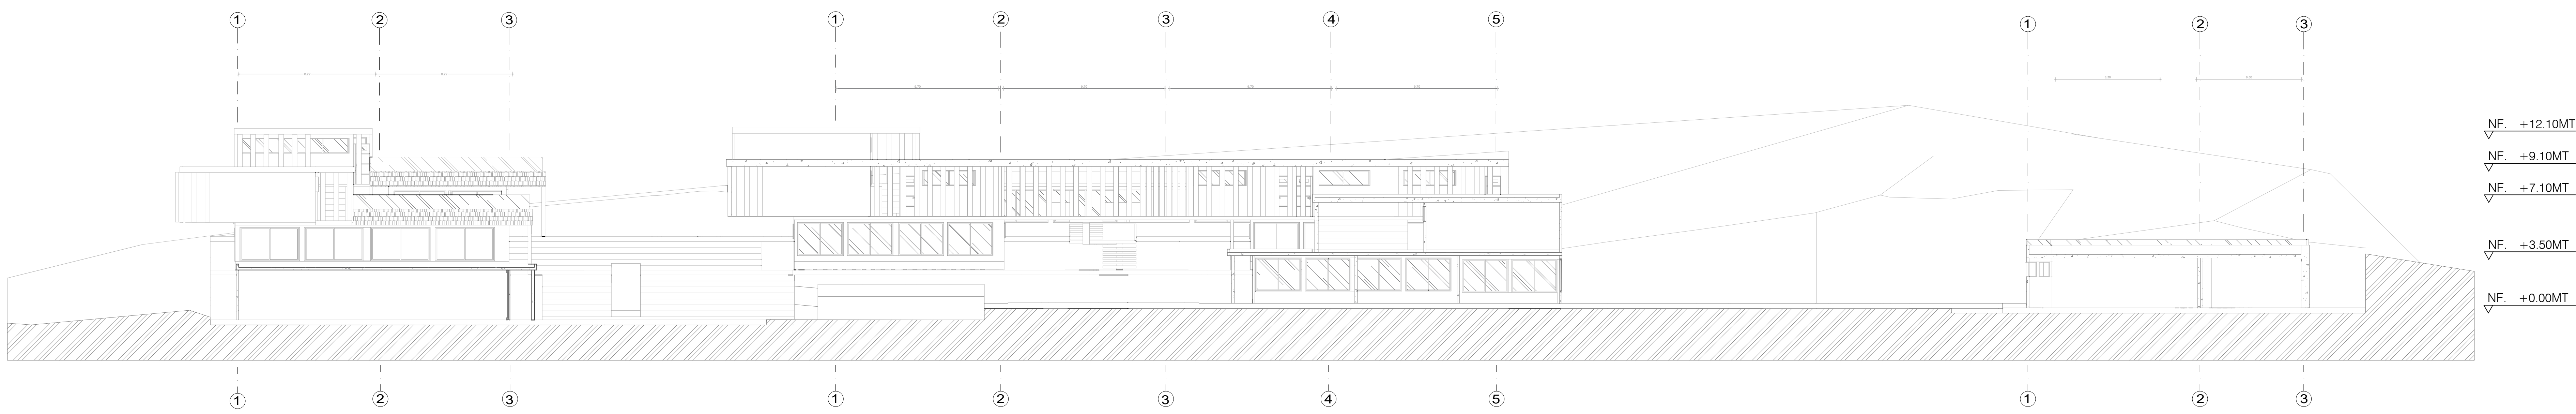 1 2 3 1 2 3 4 5 1 2 3
NF. +12.10MT
NF. +9.10MT
NF. +7.10MT
NF. +3.50MT
NF. +0.00MT
1 2 3 1 2 3 4 5 1 2 3